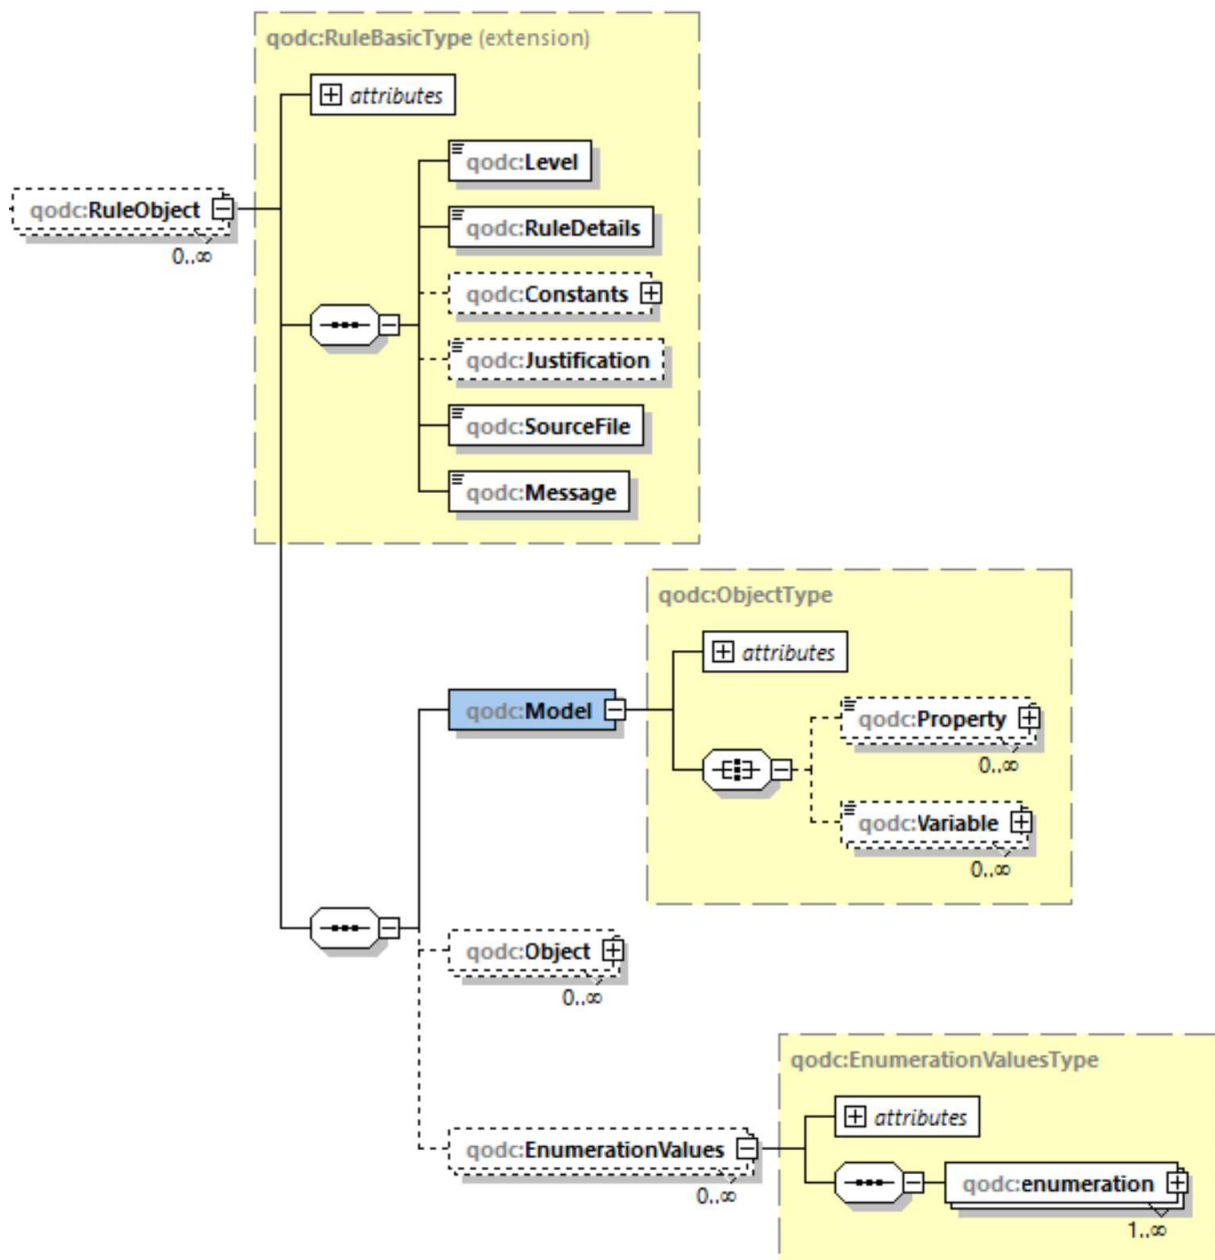 qodc:RuleBasicType (extension)
attributes
qodc:Level
qodc:RuleObject
0..∞
qodc:RuleDetails
qodc:Constants
qodc:Justification
qodc:SourceFile
qodc:Message
qodc:ObjectType
attributes
qodc:Model
qodc:Property
0..∞
qodc:Variable
0..∞
qodc:Object
0..∞
qodc:EnumerationValuesType
attributes
qodc:EnumerationValues
0..∞
qodc:enumeration
1..∞